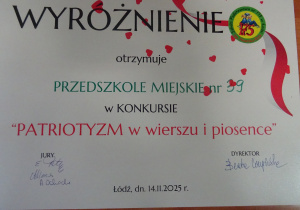 WYRÓŻNIENIE
otrzymuje
PRZEDSZKOLE MIEJSKIE nr 39
w KONKURSIE
"PATRIOTYZM w wierszu i piosence"
JURY.
DYREKTOR
Łódź, dn. 14.11.2025 r.